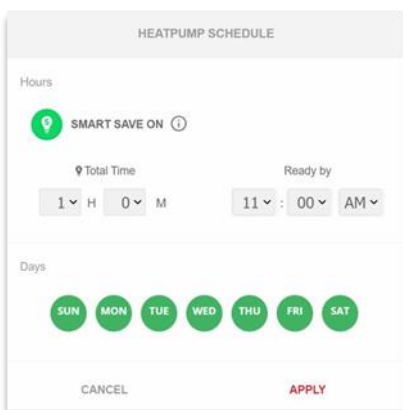 HEATPUMP SCHEDULE
Hours
SMART SAVE ON
Total Time Ready by
1 H 0 M 11 : 00 AM
Days
SUN MON TUE WED THU FRI SAT
CANCEL APPLY